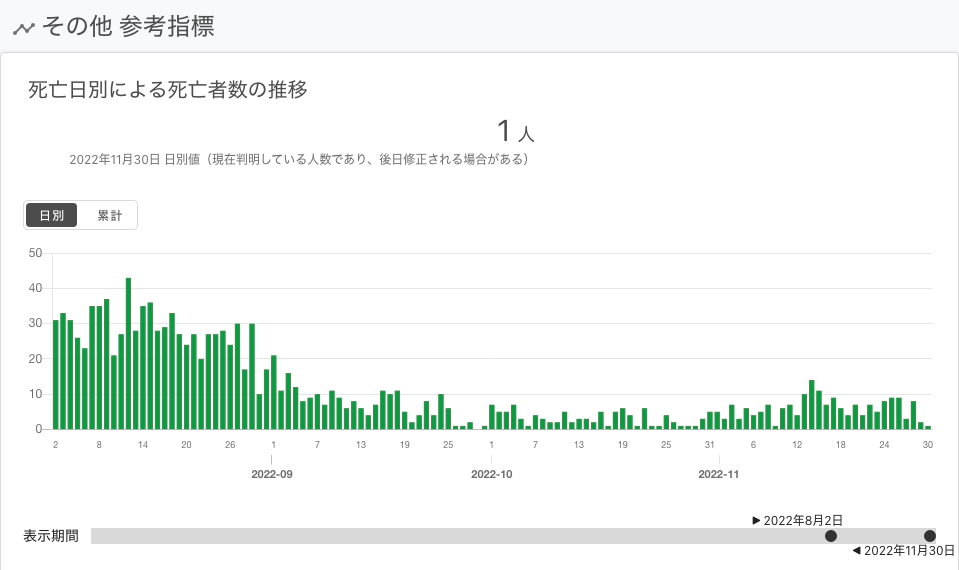 その他 参考指標
死亡日別による死亡者数の推移
1 人
2022年11月30日 日別値（現在判明している人数であり、後日修正される場合がある）
日別 累計
50
40
30
20
10
0
2 8 14 20 26 1 7 13 19 25 1 7 13 19 25 31 6 12 18 24 30
2022-09 2022-10 2022-11
▶ 2022年8月2日
表示期間
◀ 2022年11月30日